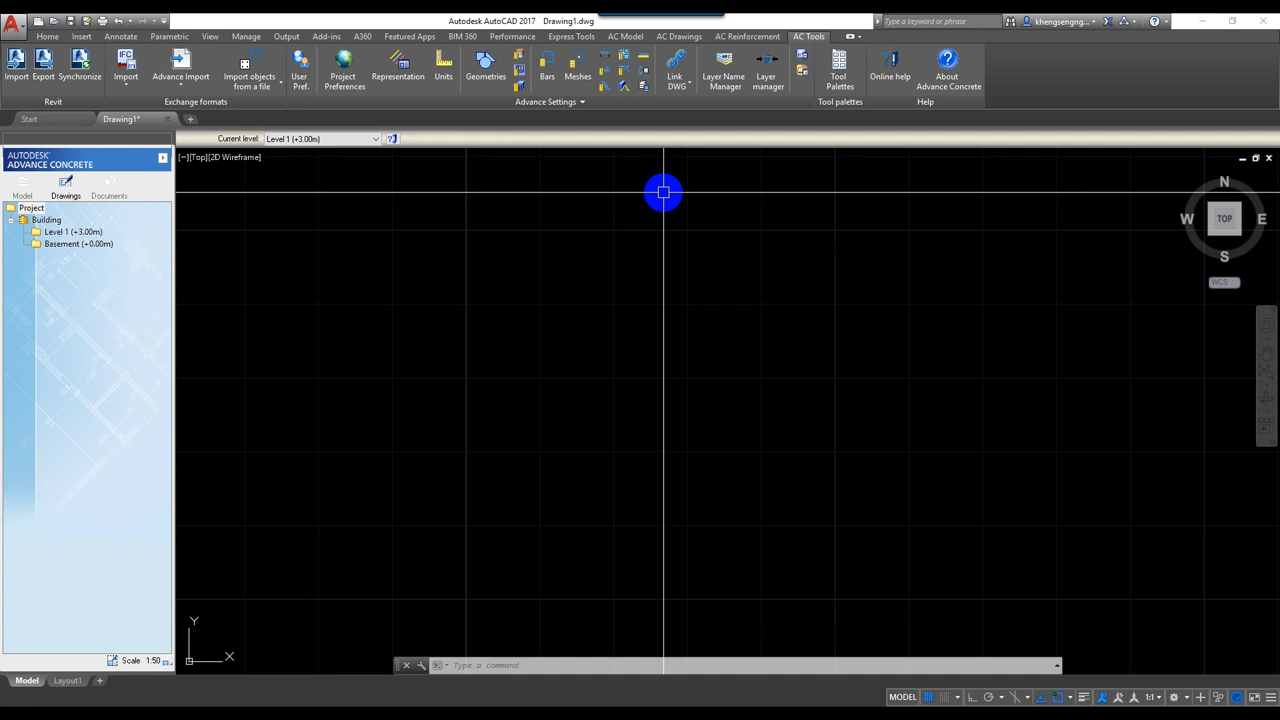 Autodesk AutoCAD 2017 Drawing1.dwg
Type a keyword or phrase
khengsengng...
Home Insert Annotate Parametric View Manage Output Add-ins A360 Featured Apps BIM 360 Performance Express Tools AC Model AC Drawings AC Reinforcement AC Tools
Import Export Synchronize
Import
Advance Import
Import objects
from a file
User
Pref.
Project
Preferences
Representation
Units
Geometries
Bars
Meshes
Link
DWG
Layer Name
Manager
Layer
manager
Tool
Palettes
Online help
About
Advance Concrete
IFC
Revit Exchange formats Advance Settings Tool palettes Help
Start Drawing1*
Current level: Level 1 (+3.00m)
AUTODESK'
ADVANCE CONCRETE
[−][Top][2D Wireframe]
Model Drawings Documents
Project
Building
Level 1 (+3.00m)
Basement (+0.00m)
N
W TOP E
S
WCS
Y
X
Scale 1:50
Type a command
Model Layout1
MODEL 1:1